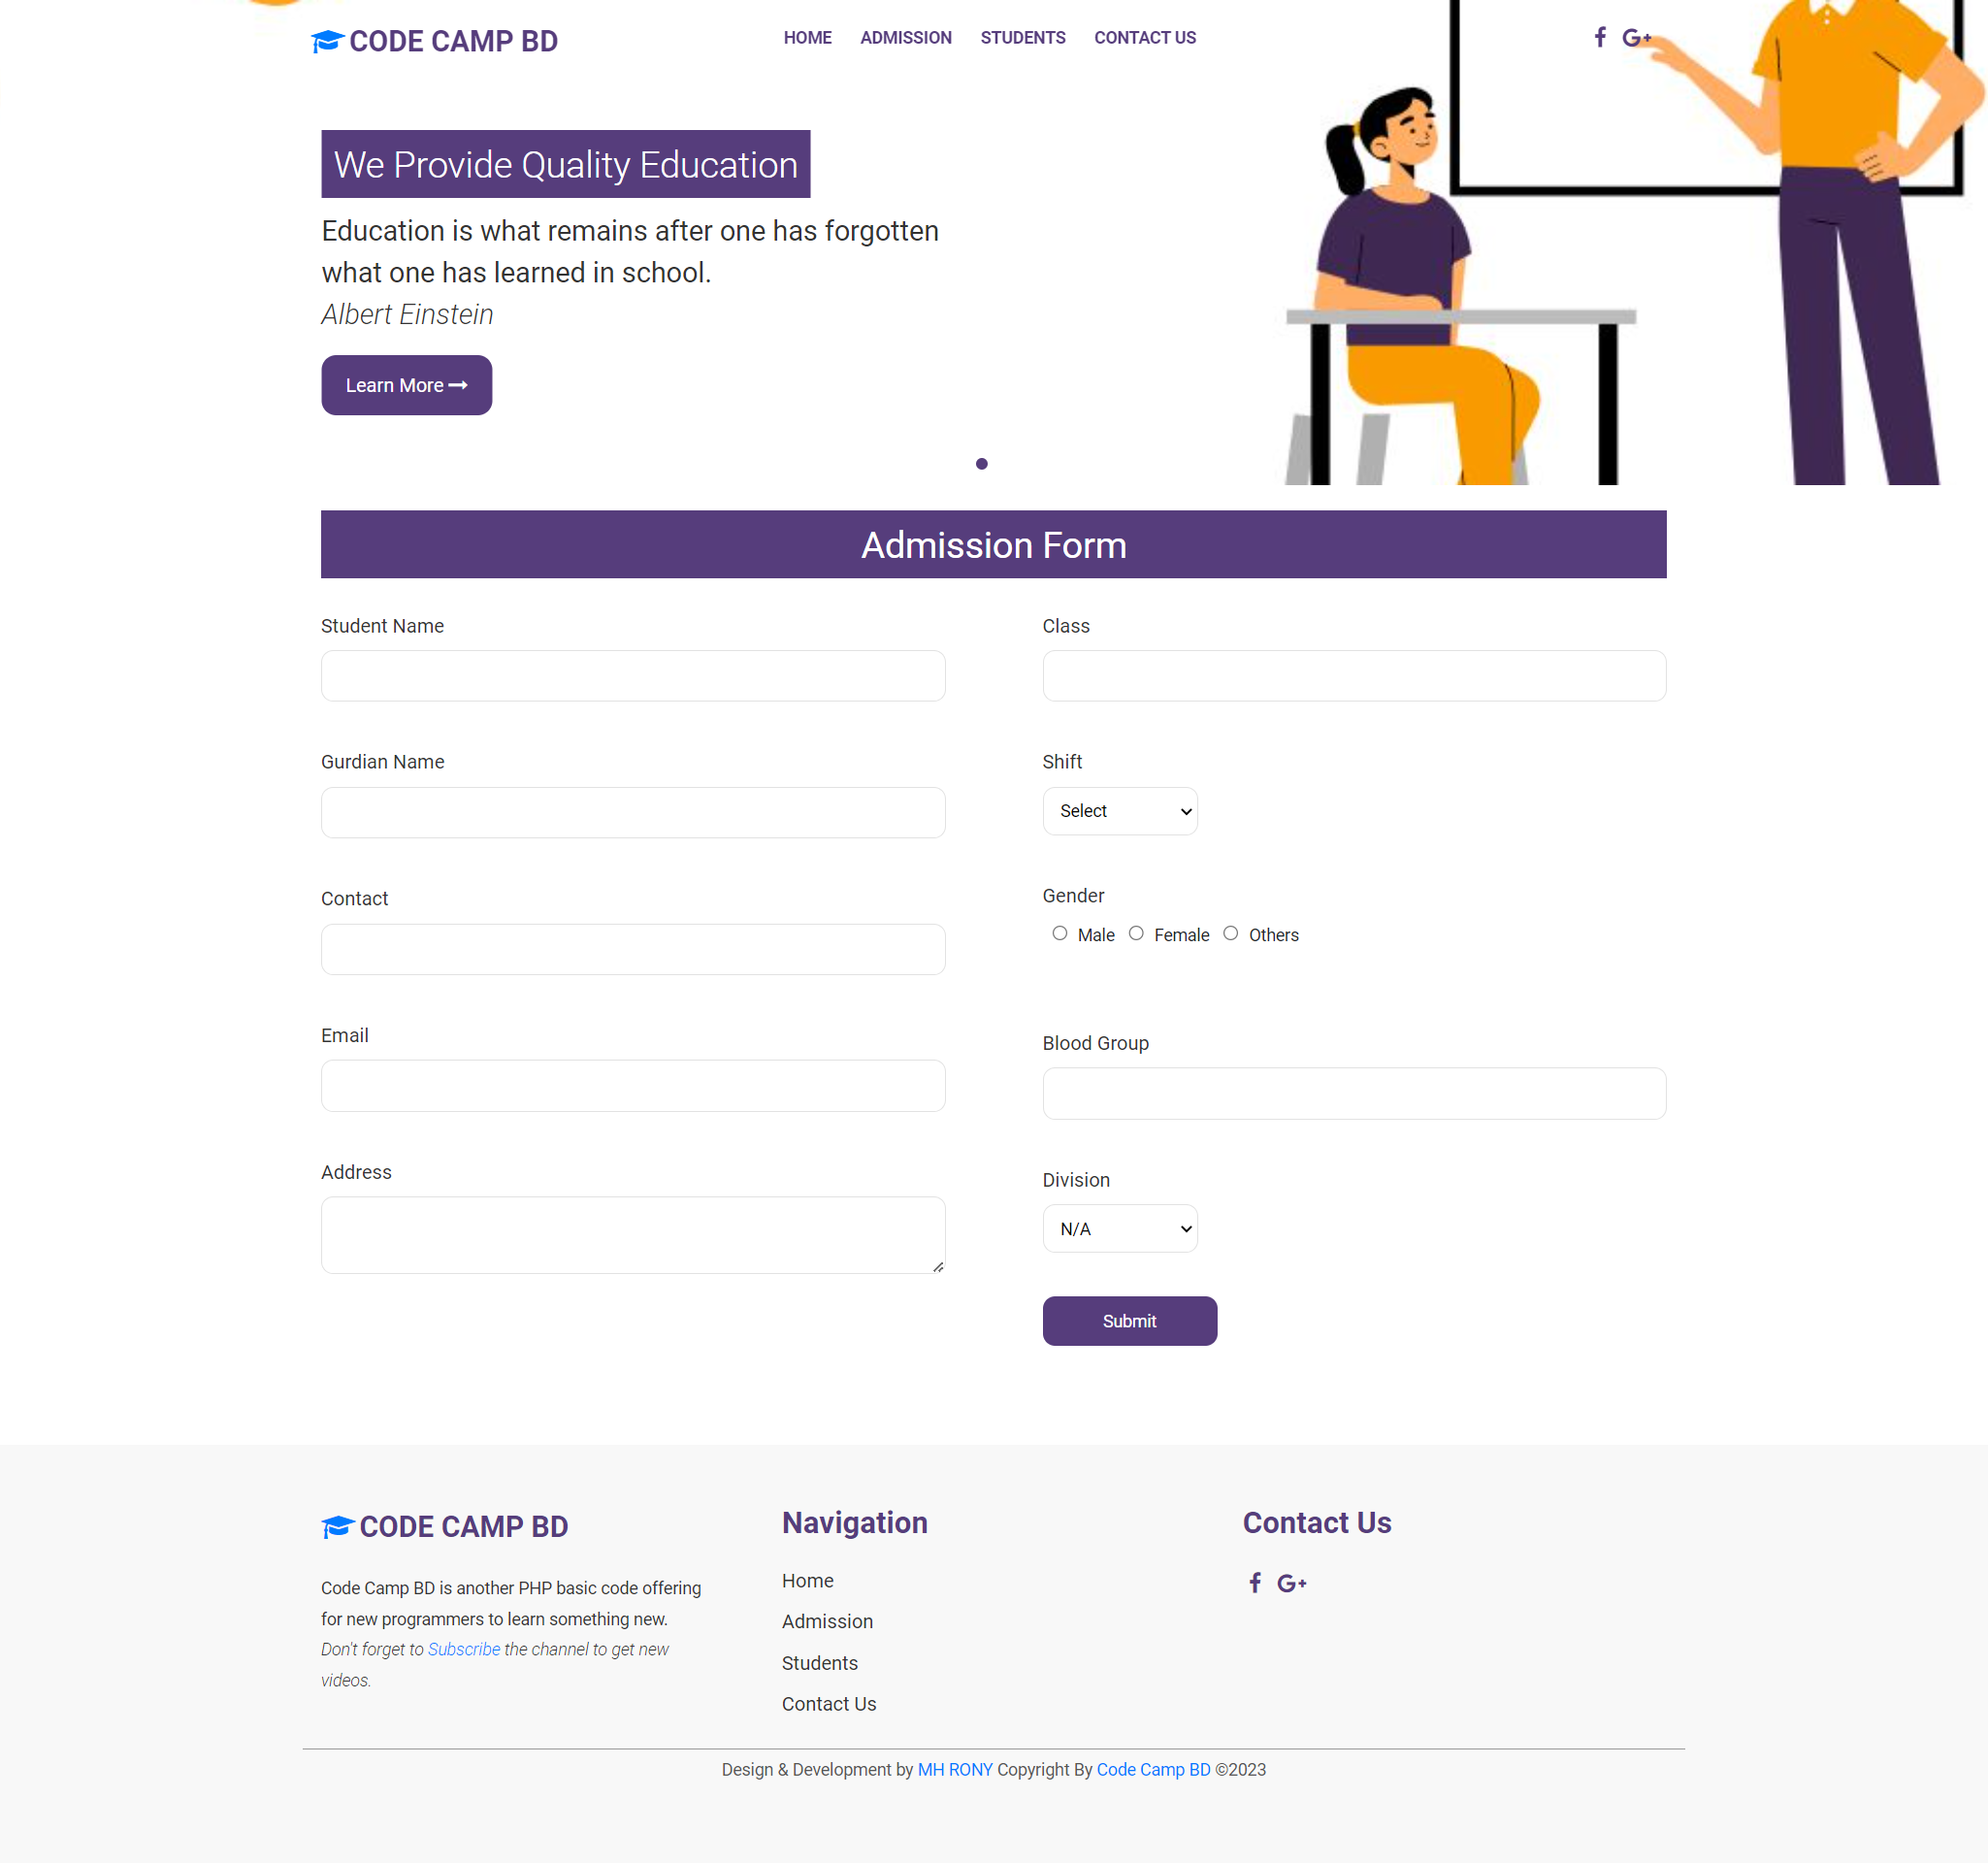 CODE CAMP BD
HOME ADMISSION STUDENTS CONTACT US
We Provide Quality Education
Education is what remains after one has forgotten
what one has learned in school.
Albert Einstein
Learn More
Admission Form
Student Name
Gurdian Name
Contact
Email
Address
Class
Shift
Select
Gender
Male Female Others
Blood Group
Division
N/A
Submit
CODE CAMP BD
Code Camp BD is another PHP basic code offering
for new programmers to learn something new.
Don't forget to Subscribe the channel to get new
videos.
Navigation
Home
Admission
Students
Contact Us
Contact Us
Design & Development by MH RONY Copyright By Code Camp BD ©2023